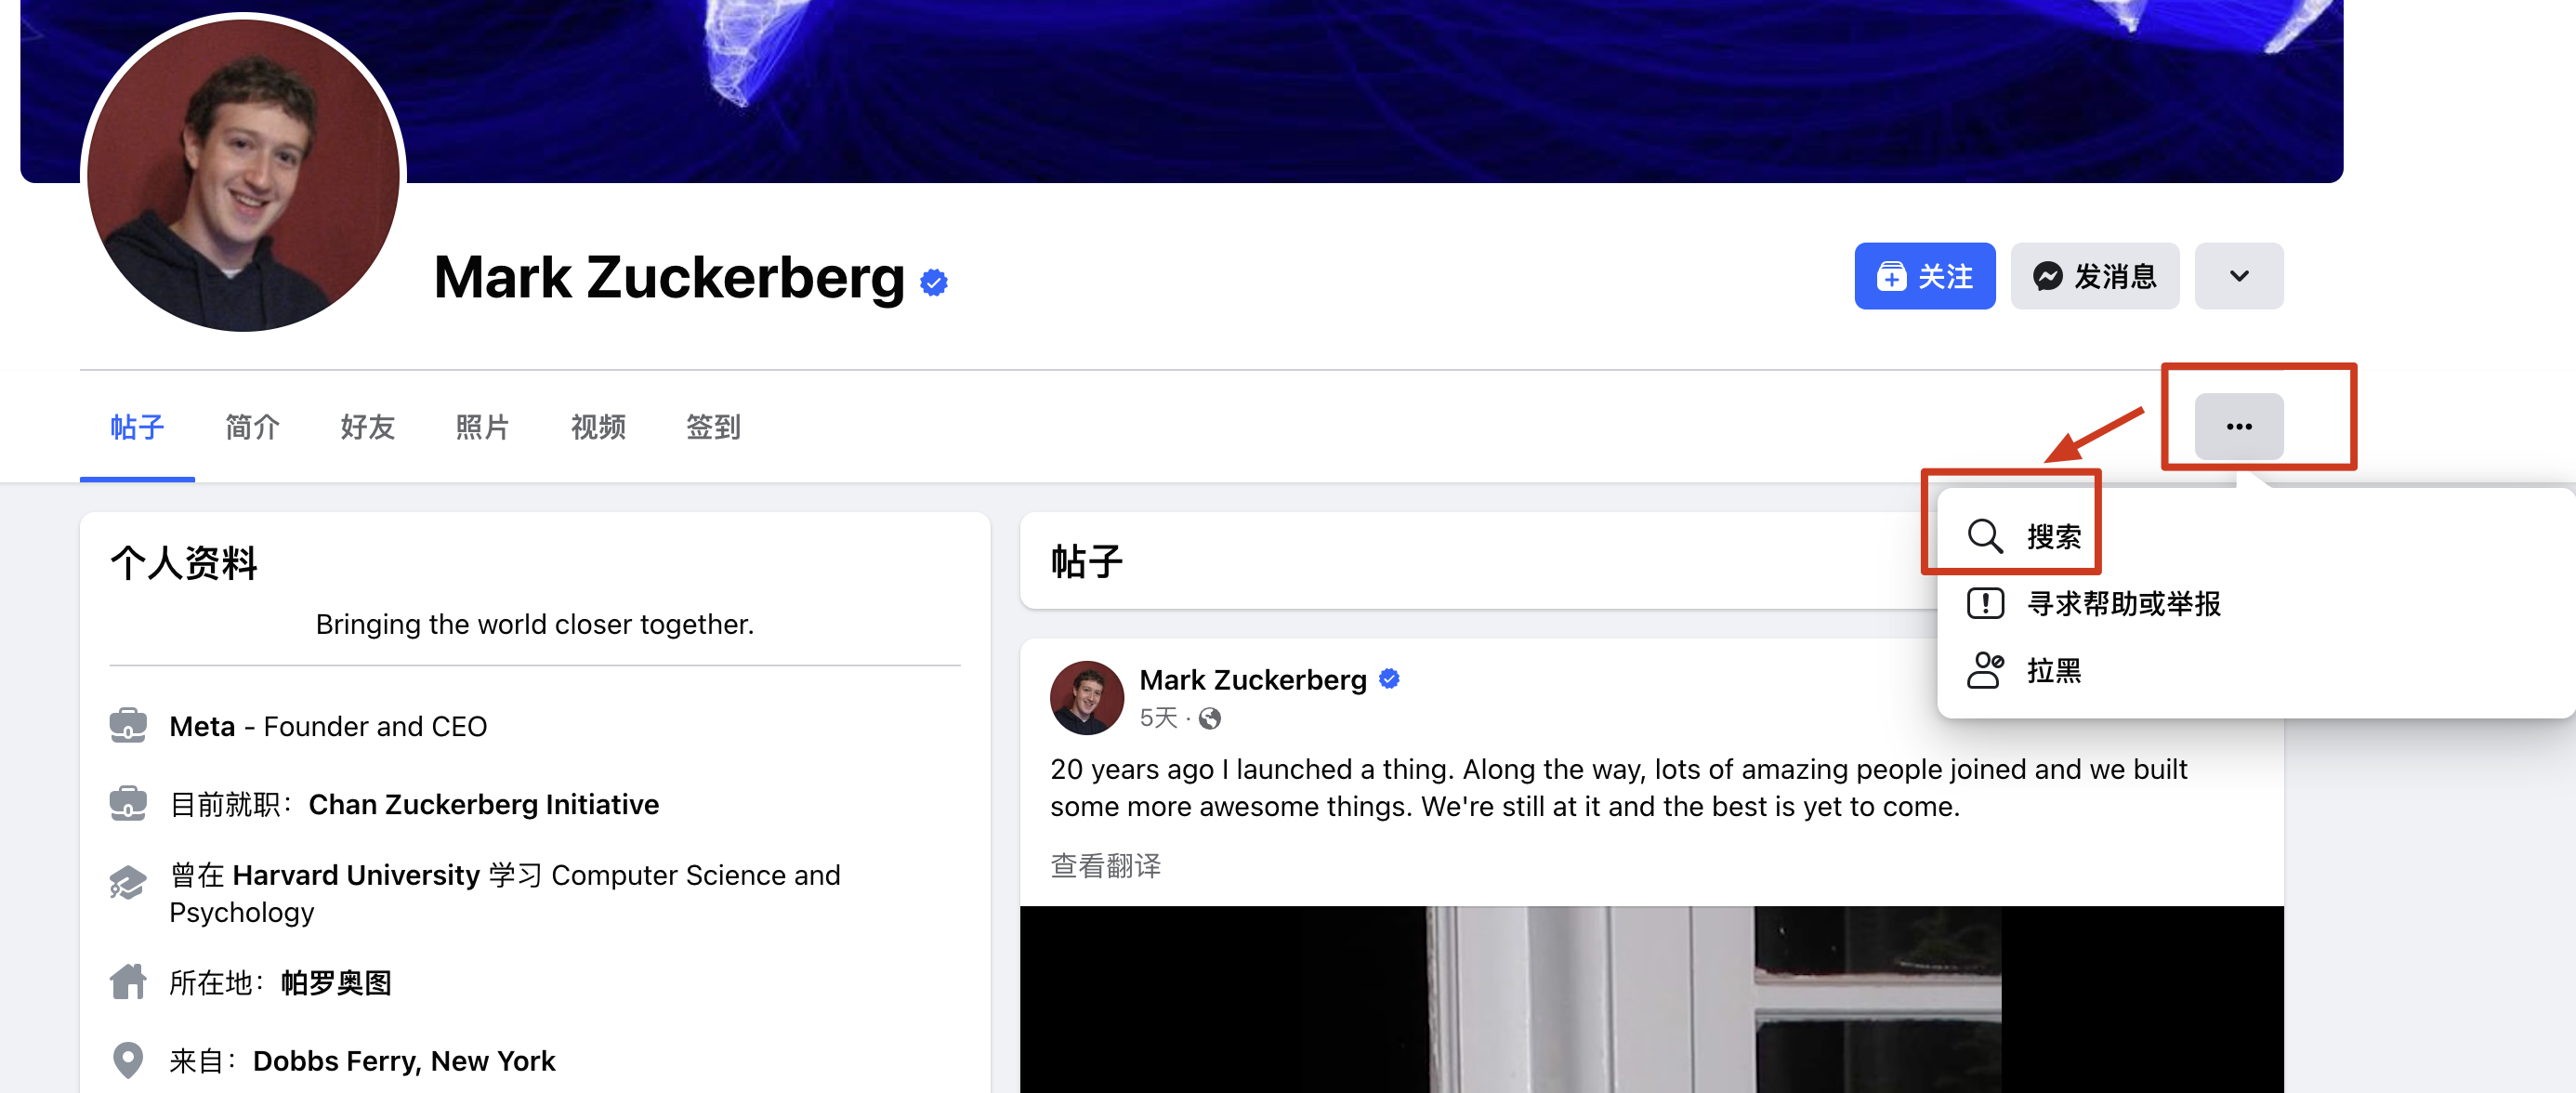 Mark Zuckerberg
关注
发消息
帖子
简介
好友
照片
视频
签到
搜索
寻求帮助或举报
拉黑
个人资料
Bringing the world closer together.
Meta - Founder and CEO
目前就职：Chan Zuckerberg Initiative
曾在 Harvard University 学习 Computer Science and
Psychology
所在地：帕罗奥图
来自：Dobbs Ferry, New York
帖子
Mark Zuckerberg
5天 ·
20 years ago I launched a thing. Along the way, lots of amazing people joined and we built
some more awesome things. We're still at it and the best is yet to come.
查看翻译